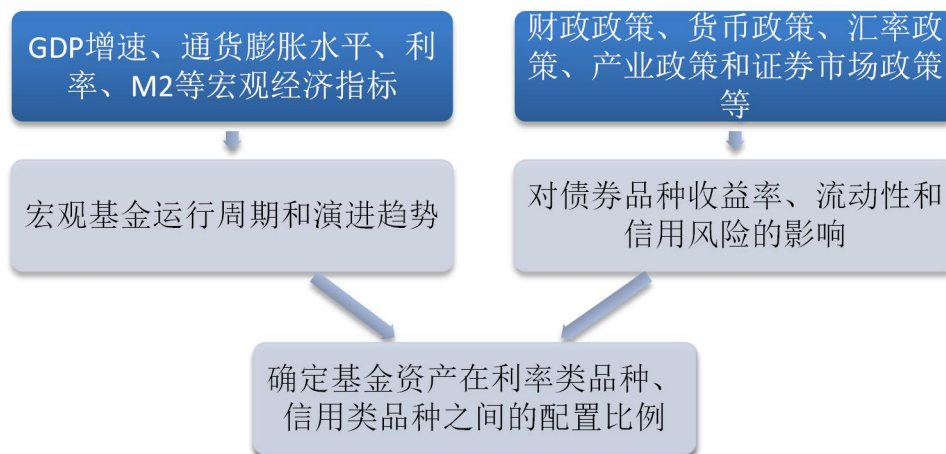 GDP增速、通货膨胀水平、利
率、M2等宏观经济指标
财政政策、货币政策、汇率政
策、产业政策和证券市场政策
等
宏观基金运行周期和演进趋势
对债券品种收益率、流动性和
信用风险的影响
确定基金资产在利率类品种、
信用类品种之间的配置比例